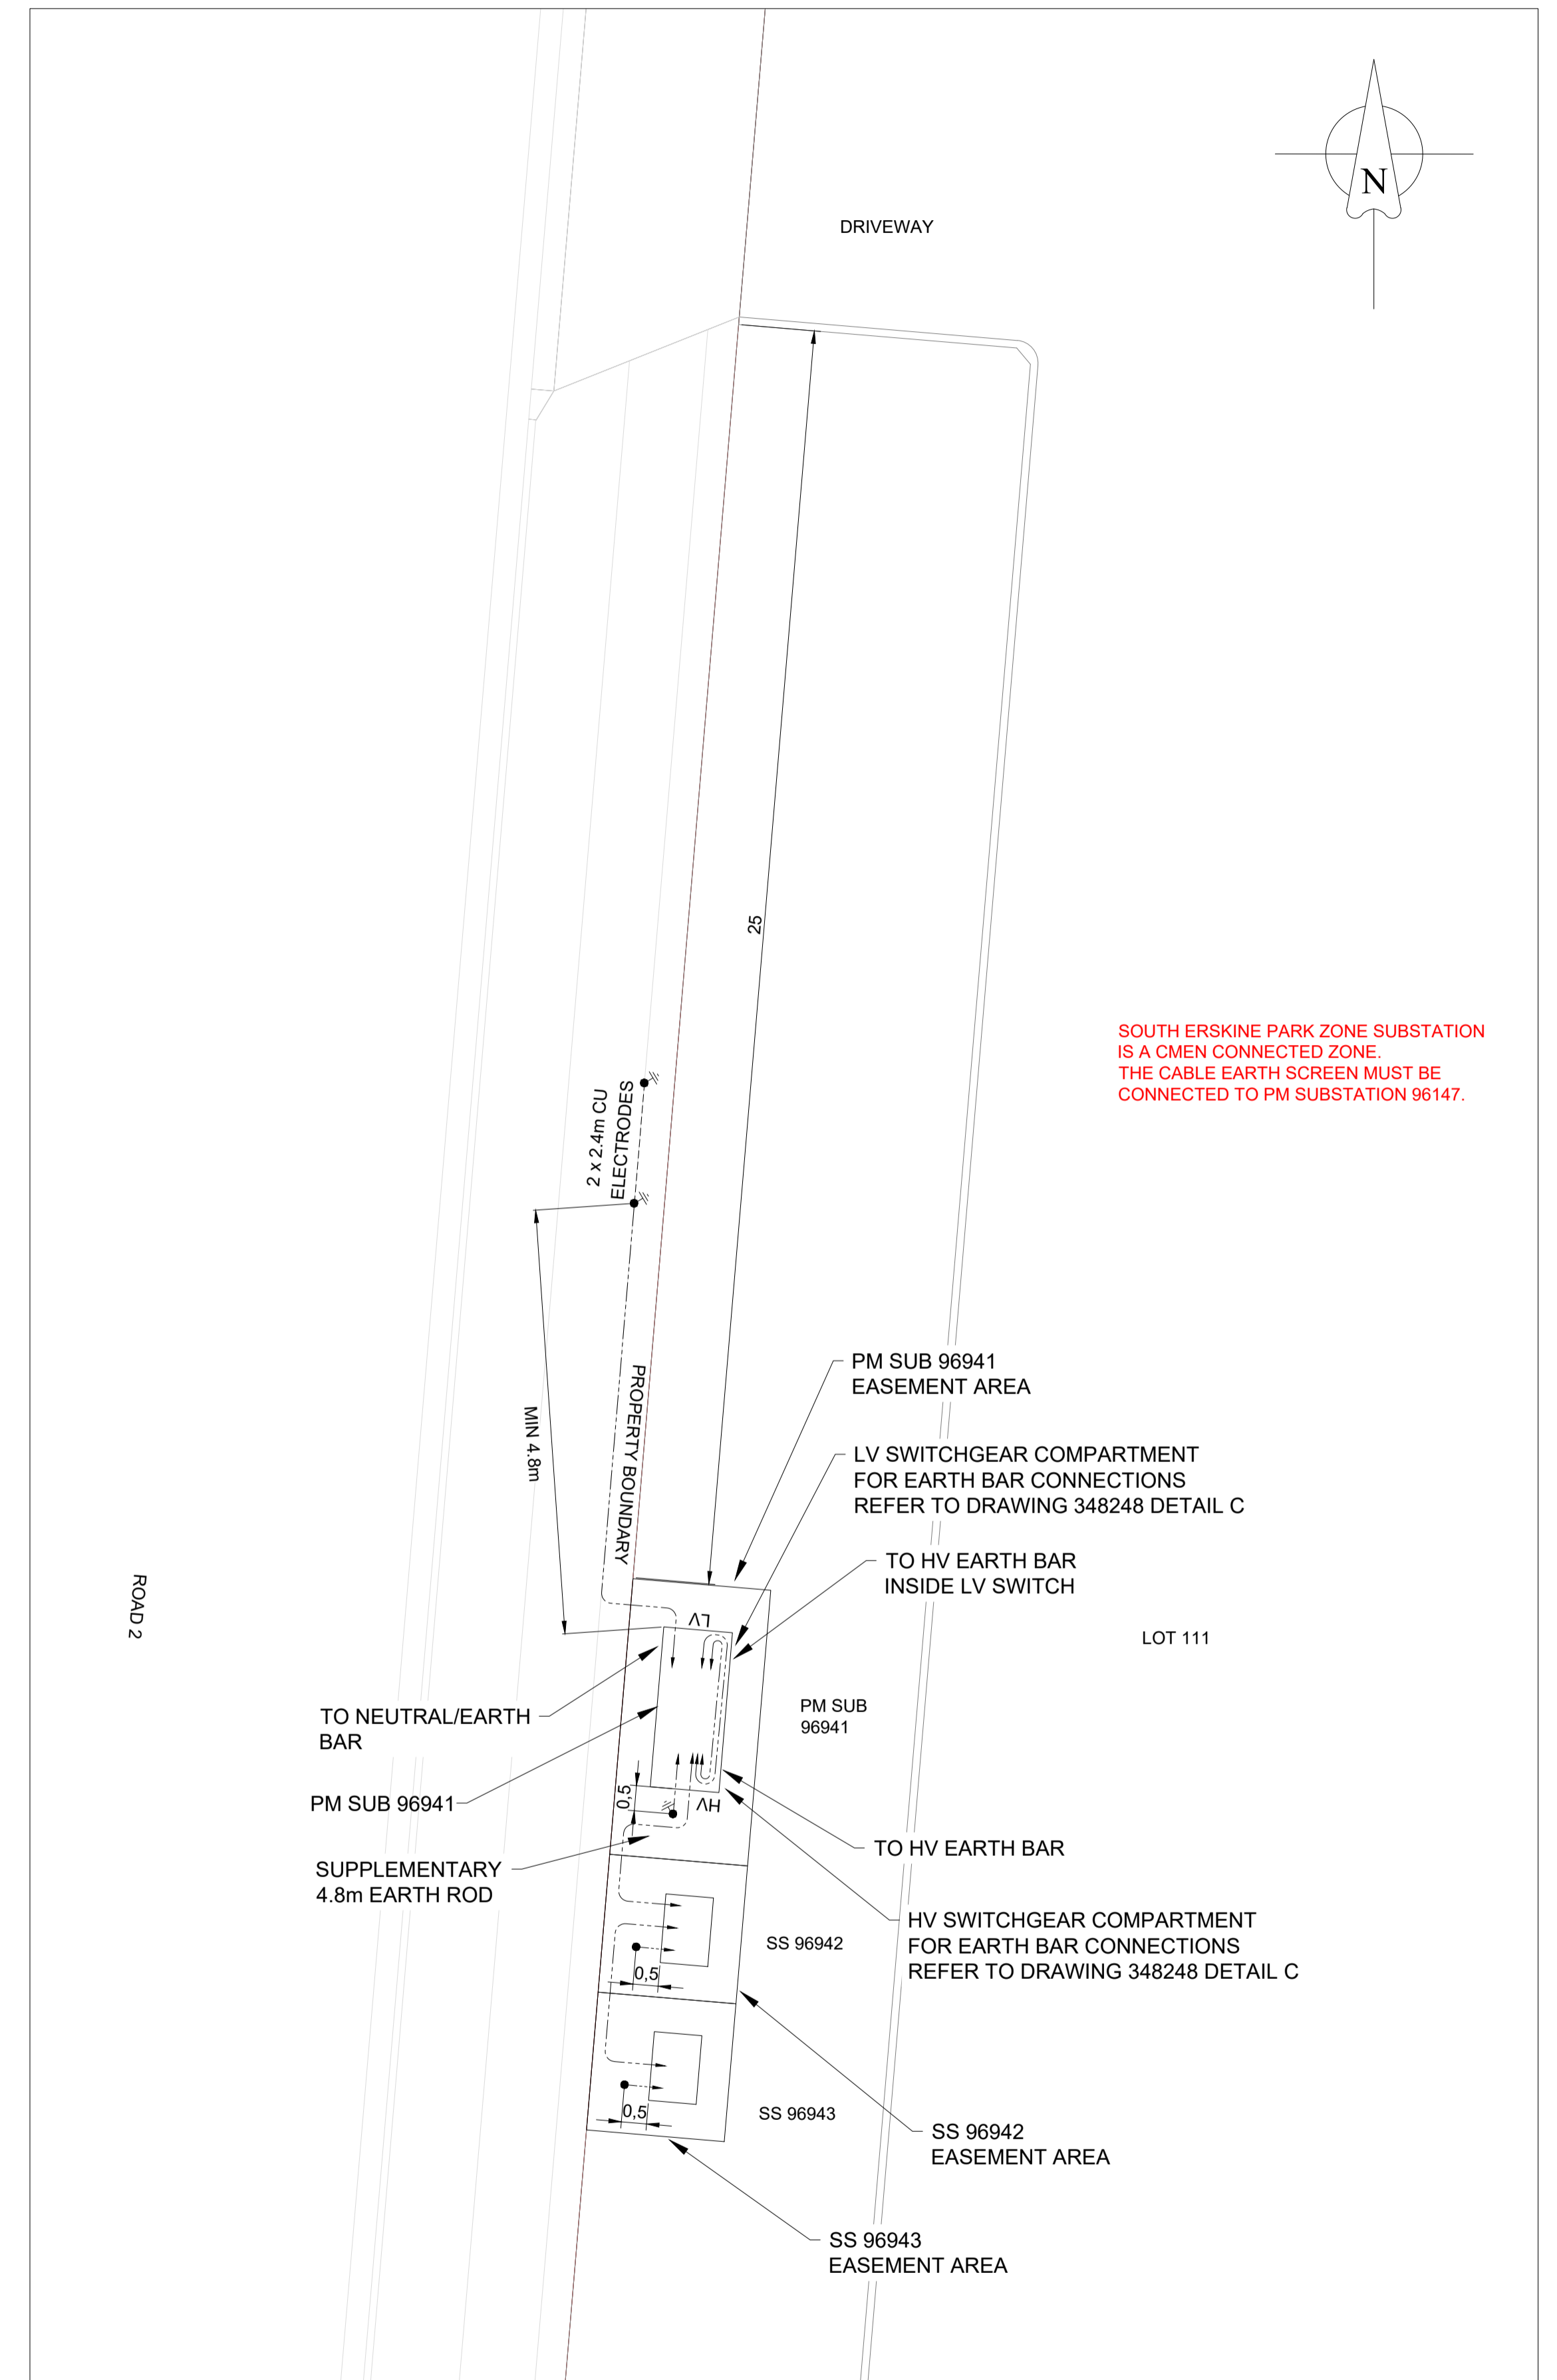 N
DRIVEWAY
25
SOUTH ERSKINE PARK ZONE SUBSTATION
IS A CMEN CONNECTED ZONE.
THE CABLE EARTH SCREEN MUST BE
CONNECTED TO PM SUBSTATION 96147.
2 x 2.4m CU
ELECTRODES
MIN 4.8m
PROPERTY BOUNDARY
PM SUB 96941
EASEMENT AREA
LV SWITCHGEAR COMPARTMENT
FOR EARTH BAR CONNECTIONS
REFER TO DRAWING 348248 DETAIL C
TO HV EARTH BAR
INSIDE LV SWITCH
ROAD 2
LV
LOT 111
TO NEUTRAL/EARTH
BAR
PM SUB
96941
PM SUB 96941
0,5
HV
TO HV EARTH BAR
SUPPLEMENTARY
4.8m EARTH ROD
HV SWITCHGEAR COMPARTMENT
FOR EARTH BAR CONNECTIONS
REFER TO DRAWING 348248 DETAIL C
SS 96942
0,5
SS 96943
0,5
SS 96942
EASEMENT AREA
SS 96943
EASEMENT AREA